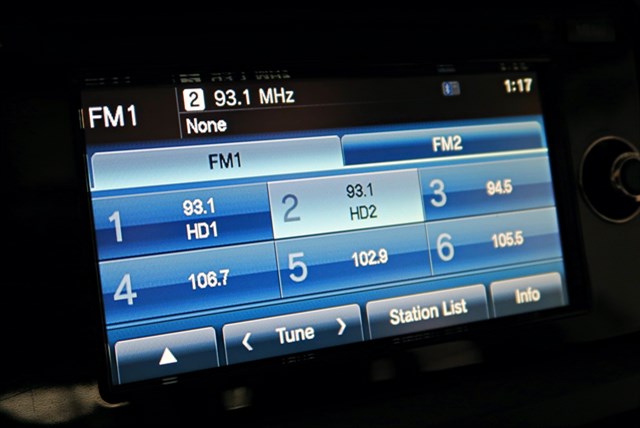 FM1
2 93.1 MHz
1:17
None
FM1
FM2
1 93.1 HD1
2 93.1 HD2
3 94.5
4 106.7
5 102.9
6 105.5
Tune
Station List
Info